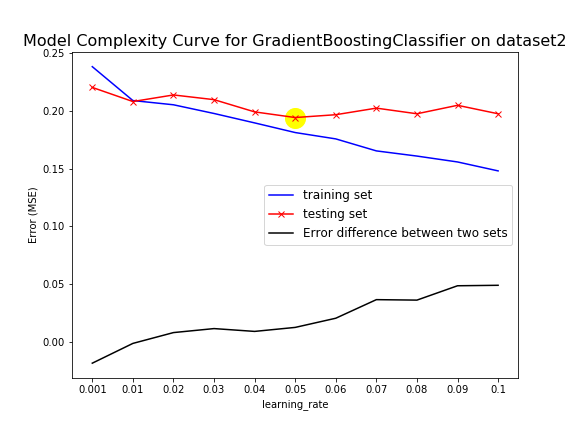 Model Complexity Curve for GradientBoostingClassifier on dataset2
0.25
0.20
0.15
0.10
0.05
0.00
Error (MSE)
training set
testing set
Error difference between two sets
0.001 0.01 0.02 0.03 0.04 0.05 0.06 0.07 0.08 0.09 0.1
learning_rate